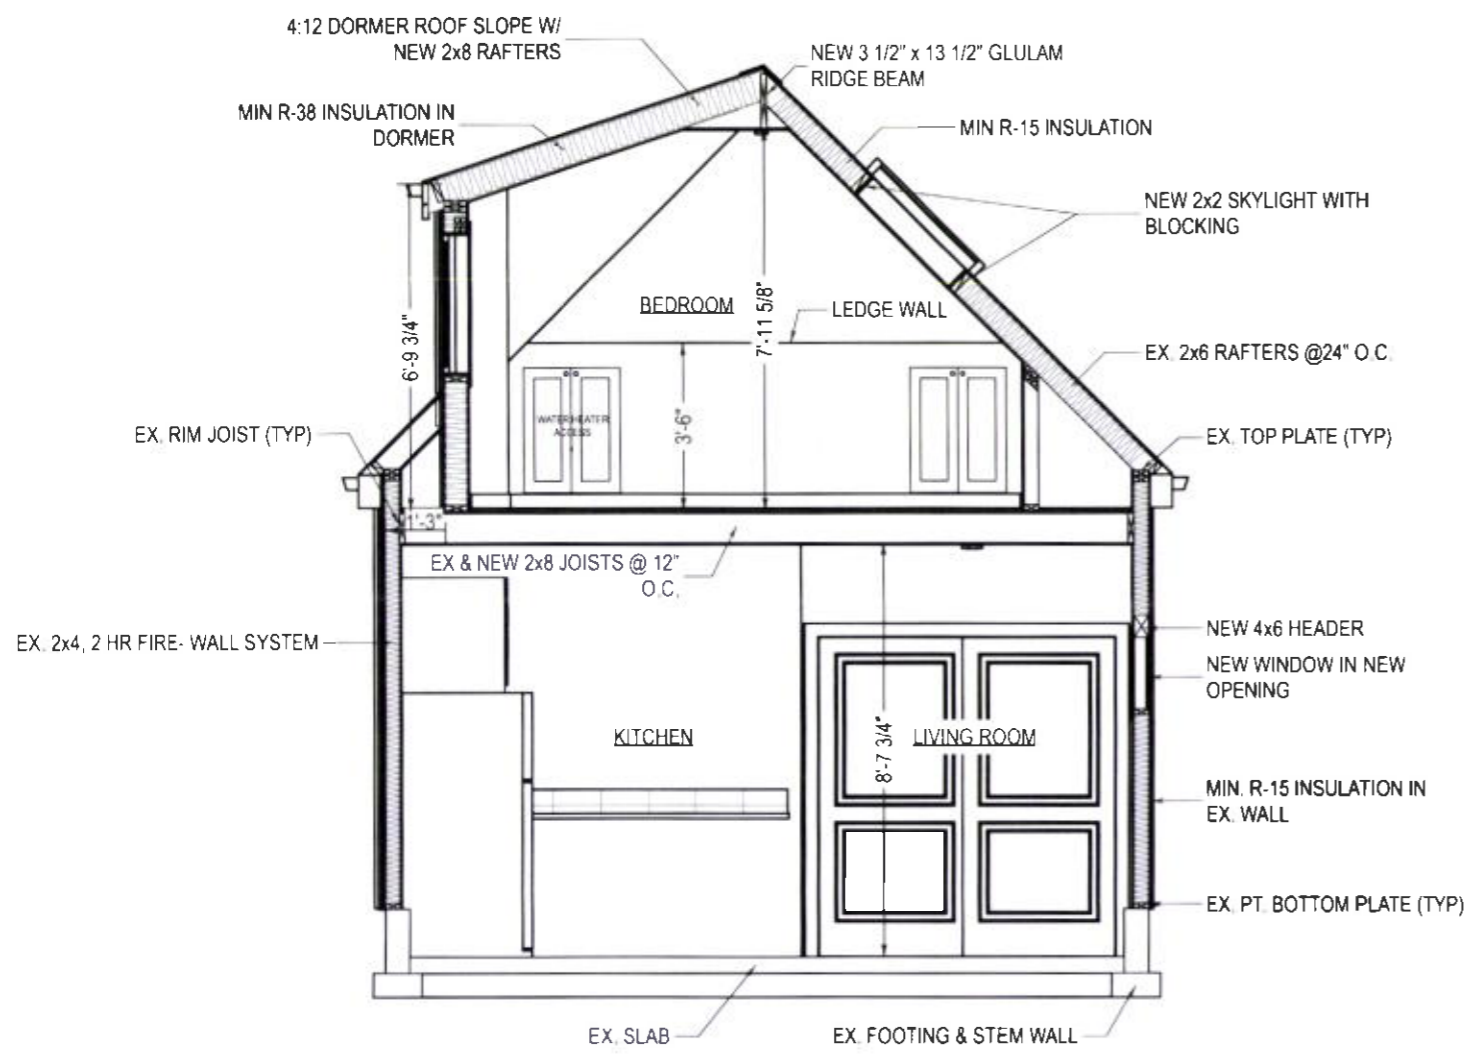 4:12 DORMER ROOF SLOPE W/
NEW 2x8 RAFTERS
NEW 3 1/2" x 13 1/2" GLULAM
RIDGE BEAM
MIN R-38 INSULATION IN
DORMER
MIN R-15 INSULATION
NEW 2x2 SKYLIGHT WITH
BLOCKING
BEDROOM
LEDGE WALL
7'-11 5/8"
6'-9 3/4"
EX. 2x6 RAFTERS @24" O.C.
WATER HEATER
ACCESS
3'-6"
EX. RIM JOIST (TYP)
EX. TOP PLATE (TYP)
1'-3"
EX & NEW 2x8 JOISTS @ 12"
O.C.
EX. 2x4, 2 HR FIRE- WALL SYSTEM
NEW 4x6 HEADER
NEW WINDOW IN NEW
OPENING
KITCHEN
8'-7 3/4"
LIVING ROOM
MIN. R-15 INSULATION IN
EX. WALL
EX. PT. BOTTOM PLATE (TYP)
EX. SLAB
EX. FOOTING & STEM WALL